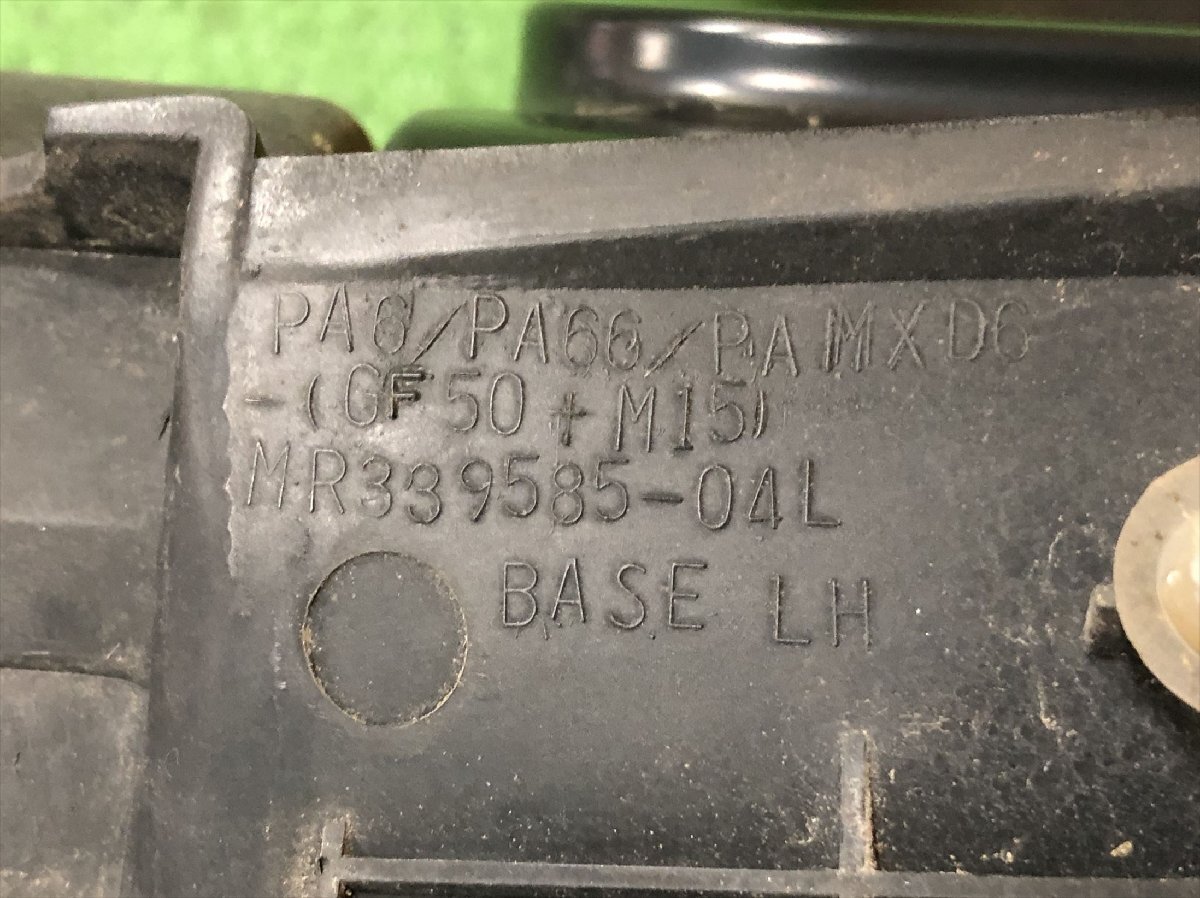 PA6/PA66/PAMXD6
-(GF50+M15)
MR339585-04L
BASE LH